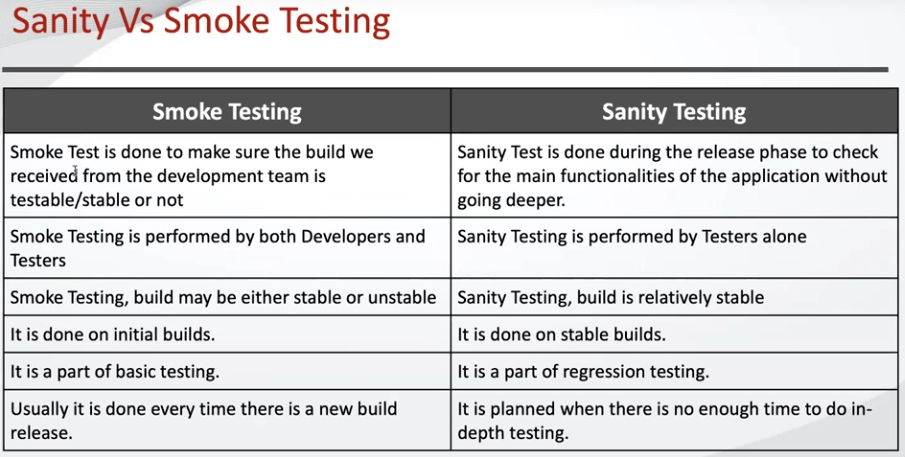 Sanity Vs Smoke Testing
Smoke Testing
Sanity Testing
Smoke Test is done to make sure the build we
received from the development team is
testable/stable or not
Sanity Test is done during the release phase to check
for the main functionalities of the application without
going deeper.
Smoke Testing is performed by both Developers and
Testers
Sanity Testing is performed by Testers alone
Smoke Testing, build may be either stable or unstable
Sanity Testing, build is relatively stable
It is done on initial builds.
It is done on stable builds.
It is a part of basic testing.
It is a part of regression testing.
Usually it is done every time there is a new build
release.
It is planned when there is no enough time to do in-
depth testing.